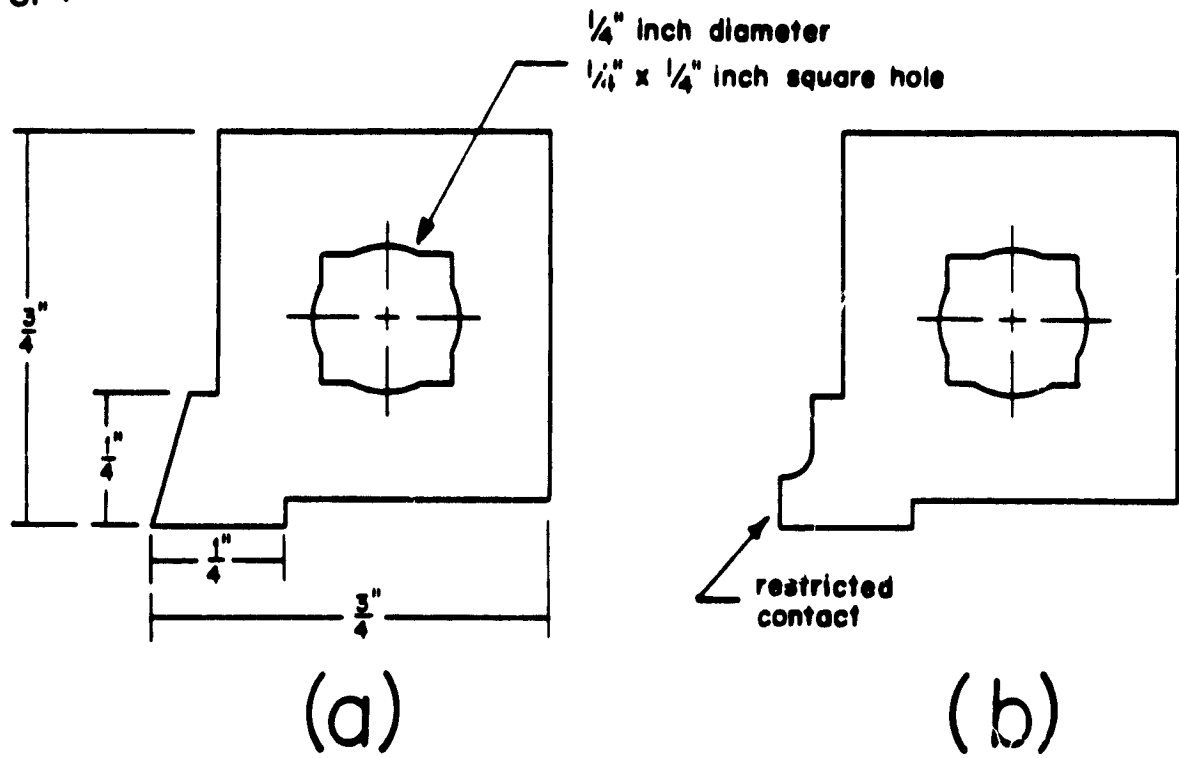 ¼" inch diameter
¼" x ¼" inch square hole
3/4"
1/4"
1/4"
3/4"
restricted
contact
(a)
(b)